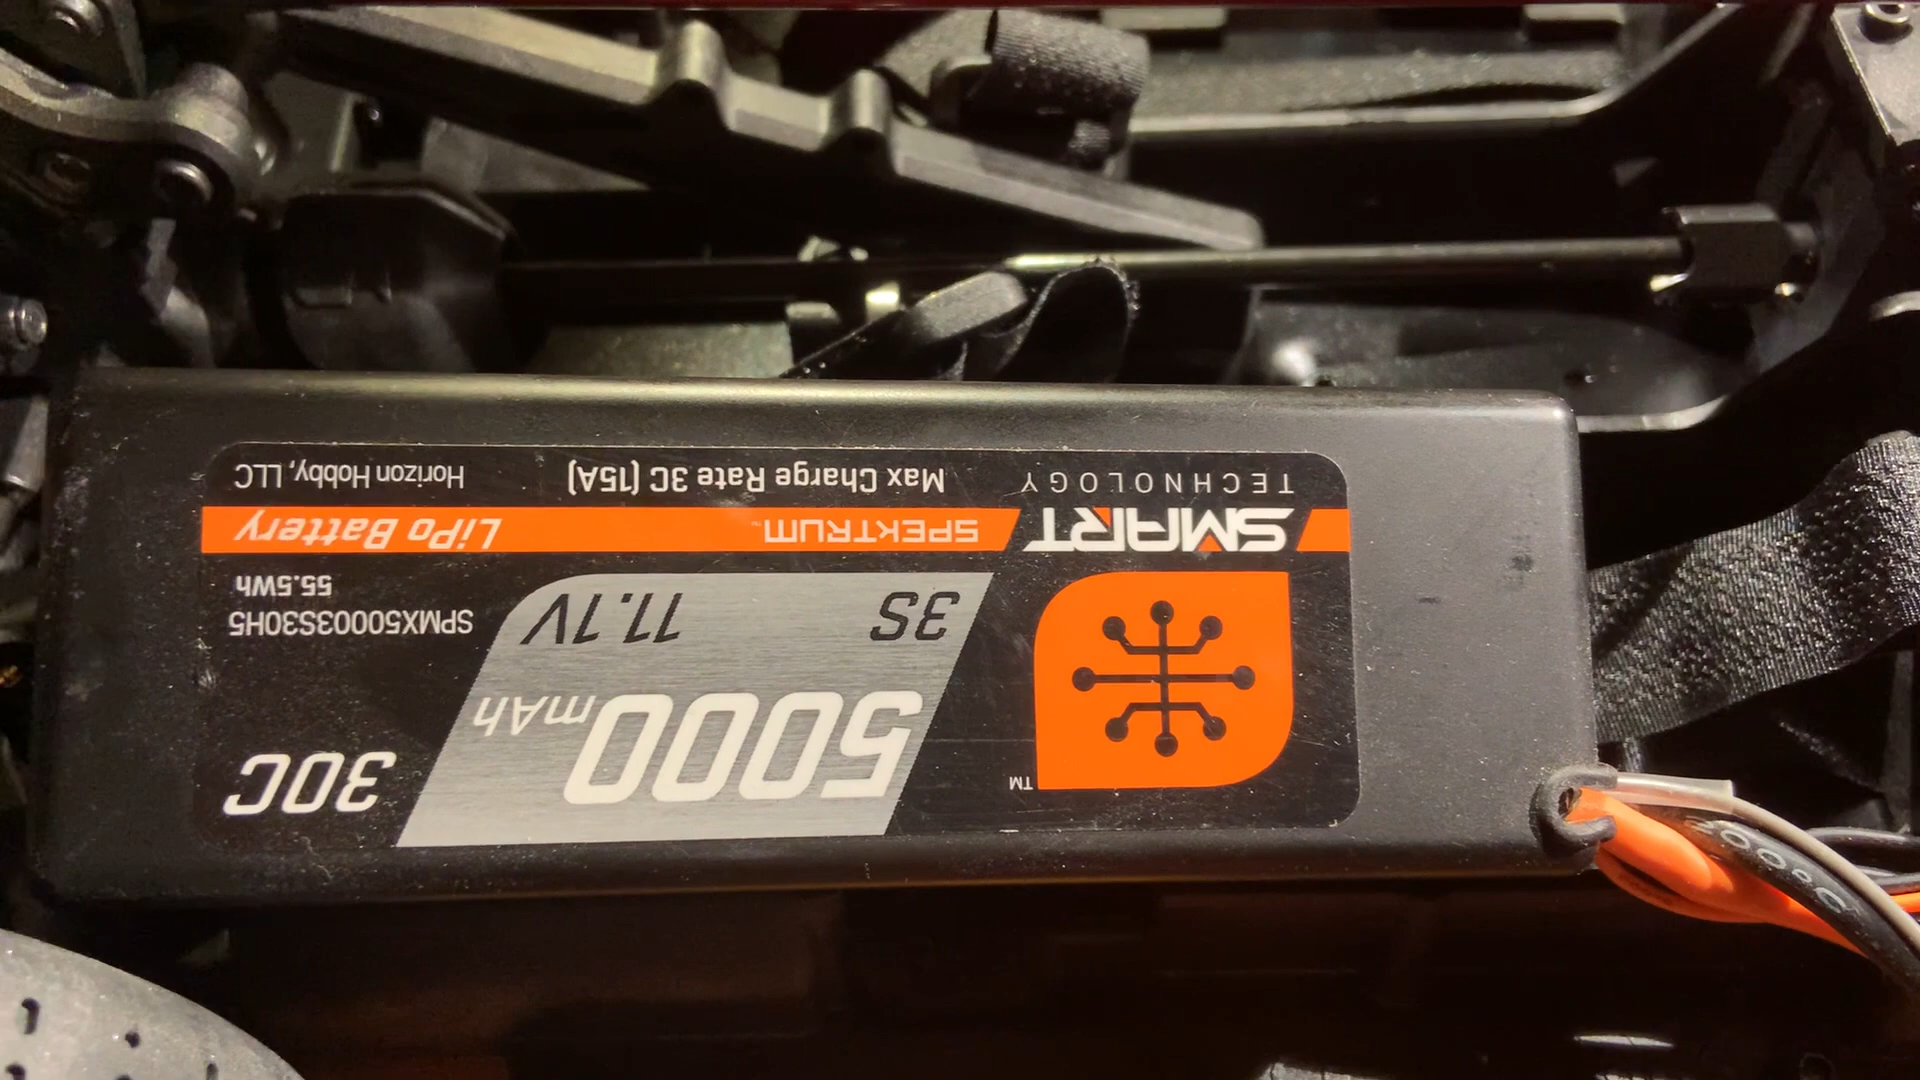 ™
SMART
TECHNOLOGY
5000mAh
3S 11.1V
30C
SPMX50003S30H5
55.5Wh
SPEKTRUM™ LiPo Battery
Max Charge Rate 3C (15A)
Horizon Hobby, LLC